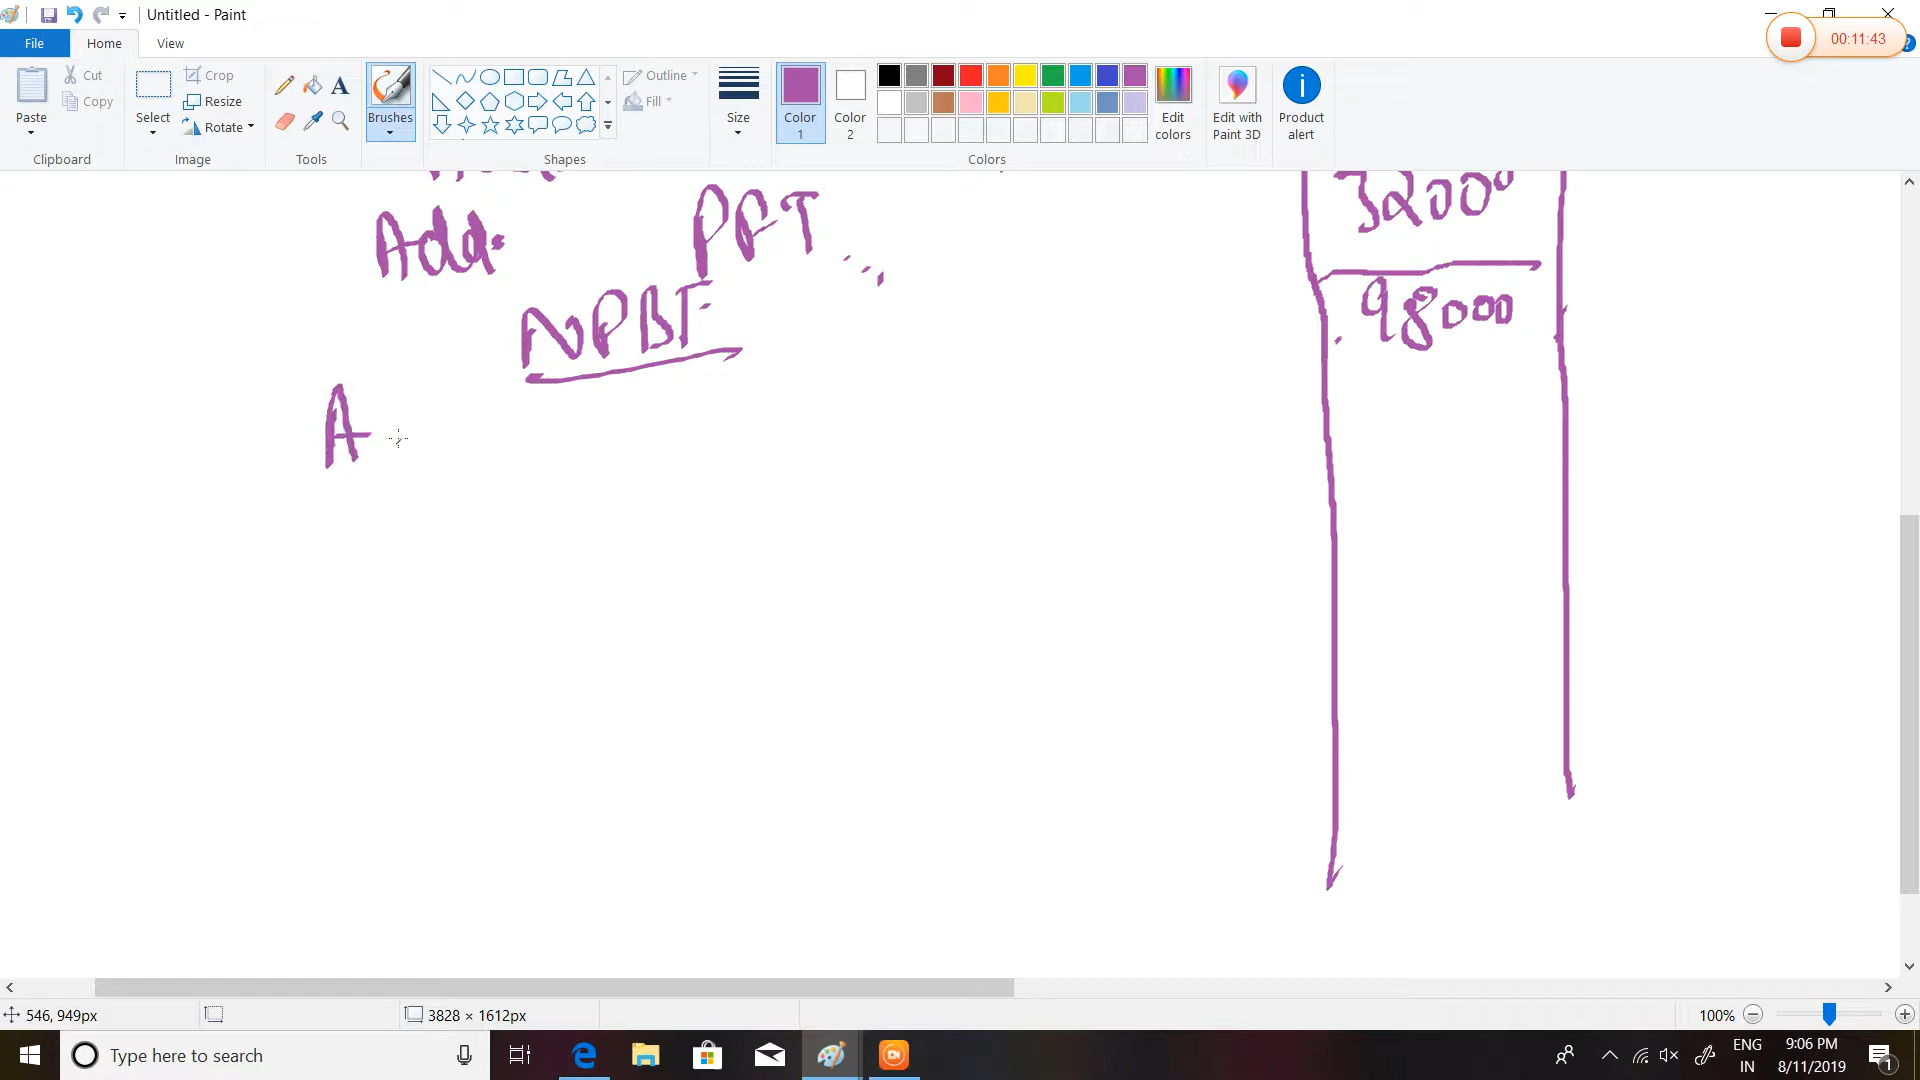 Untitled - Paint
00:11:43
File Home View
Paste
Cut
Copy
Clipboard
Select
Crop
Resize
Rotate
Image
Tools
Brushes
Outline
Fill
Shapes
Size
Color 1
Color 2
Edit colors
Colors
Edit with Paint 3D
Product alert
Add. PFT ... 32000
NPBT 98000
A
546, 949px 3828 × 1612px 100%
Type here to search
ENG IN
9:06 PM
8/11/2019
1